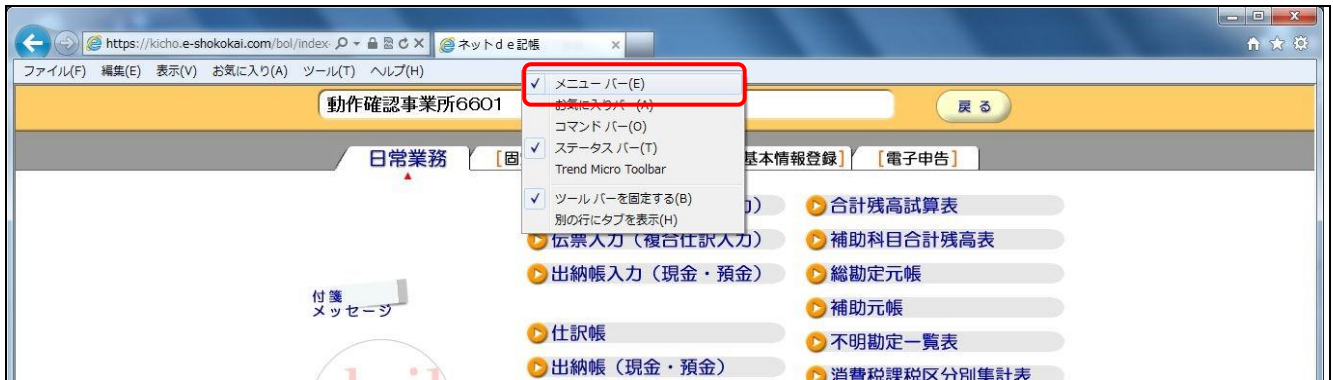 https://kicho.e-shokokai.com/bol/index
ネットｄｅ記帳
ファイル(F) 編集(E) 表示(V) お気に入り(A) ツール(T) ヘルプ(H)
メニュー バー(E)
お気に入りバー(A)
コマンド バー(O)
ステータス バー(T)
Trend Micro Toolbar
ツール バーを固定する(B)
別の行にタブを表示(H)
動作確認事業所6601
戻る
日常業務 [固 基本情報登録] [電子申告]
合計残高試算表
伝票入力（複合仕訳入力） 補助科目合計残高表
出納帳入力（現金・預金） 総勘定元帳
付箋
メッセージ
補助元帳
仕訳帳 不明勘定一覧表
出納帳（現金・預金） 消費税課税区分別集計表